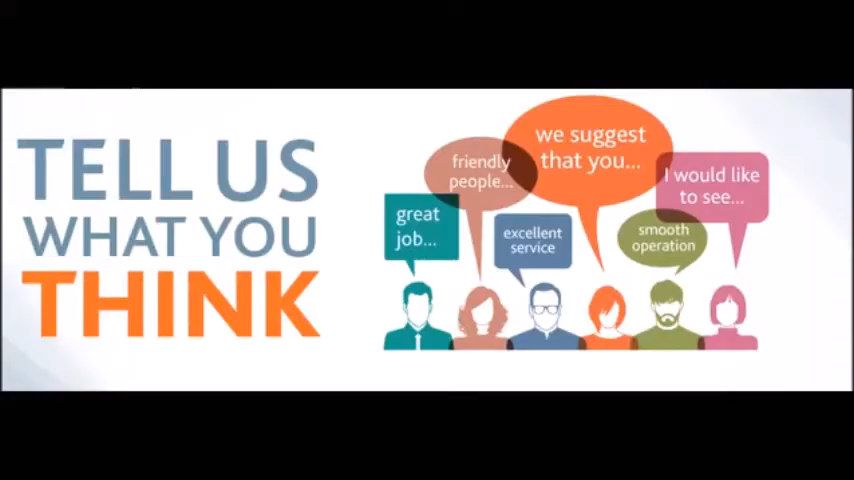 TELL US
WHAT YOU
THINK
great
job...
friendly
people...
excellent
service
we suggest
that you...
smooth
operation
I would like
to see...